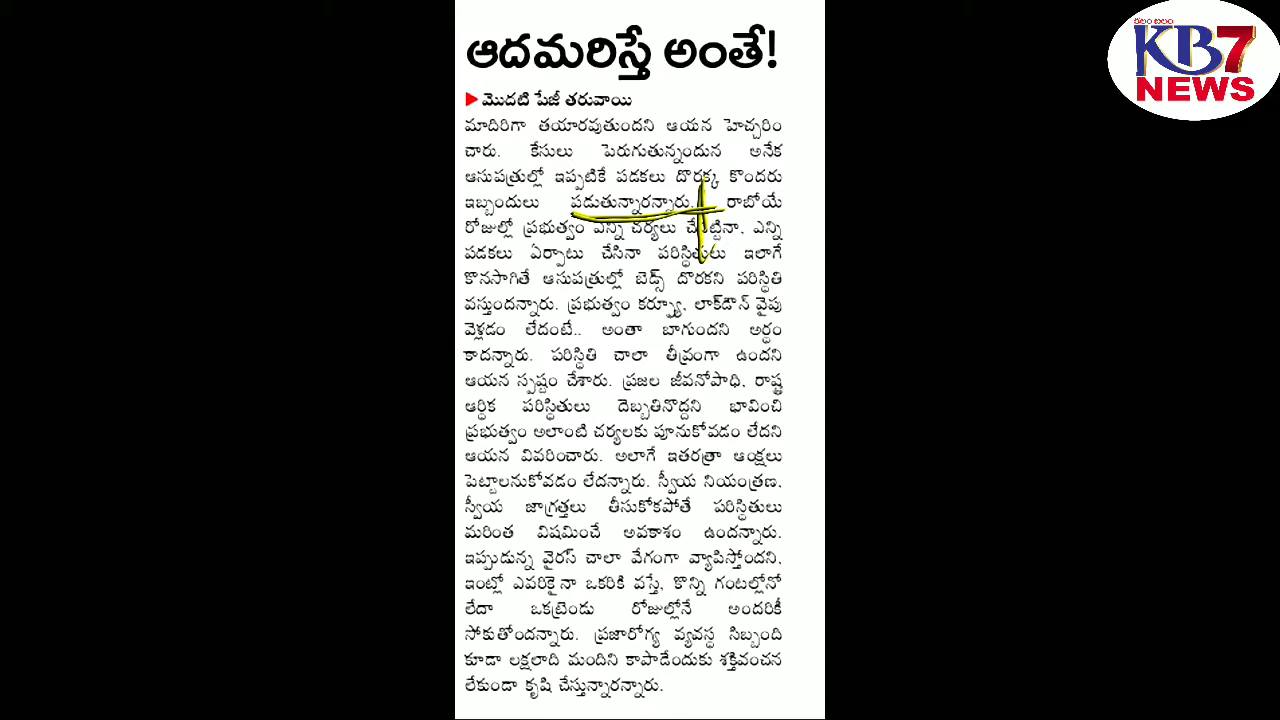 ఆదమరిస్తే అంతే!
కలం బలం
KB7
NEWS
మొదటి పేజీ తరువాయి
మాదిరిగా తయారవుతుందని ఆయన హెచ్చరిం
చారు. కేసులు పెరుగుతున్నందున అనేక
ఆసుపత్రుల్లో ఇప్పటికే పడకలు దొరక్క కొందరు
ఇబ్బందులు పడుతున్నారన్నారు. రాబోయే
రోజుల్లో ప్రభుత్వం ఎన్ని చర్యలు చేపట్టినా, ఎన్ని
పడకలు ఏర్పాటు చేసినా పరిస్థితులు ఇలాగే
కొనసాగితే ఆసుపత్రుల్లో బెడ్స్ దొరకని పరిస్థితి
వస్తుందన్నారు. ప్రభుత్వం కర్ఫ్యూ, లాక్‌డౌన్ వైపు
వెళ్లడం లేదంటే.. అంతా బాగుందని అర్థం
కాదన్నారు. పరిస్థితి చాలా తీవ్రంగా ఉందని
ఆయన స్పష్టం చేశారు. ప్రజల జీవనోపాధి, రాష్ట్ర
ఆర్థిక పరిస్థితులు దెబ్బతినొద్దని భావించి
ప్రభుత్వం అలాంటి చర్యలకు పూనుకోవడం లేదని
ఆయన వివరించారు. అలాగే ఇతరత్రా ఆంక్షలు
పెట్టాలనుకోవడం లేదన్నారు. స్వీయ నియంత్రణ,
స్వీయ జాగ్రత్తలు తీసుకోకపోతే పరిస్థితులు
మరింత విషమించే అవకాశం ఉందన్నారు.
ఇప్పుడున్న వైరస్ చాలా వేగంగా వ్యాపిస్తోందని,
ఇంట్లో ఎవరికైనా ఒకరికి వస్తే, కొన్ని గంటల్లోనో
లేదా ఒకట్రెండు రోజుల్లోనే అందరికీ
సోకుతోందన్నారు. ప్రజారోగ్య వ్యవస్థ సిబ్బంది
కూడా లక్షలాది మందిని కాపాడేందుకు శక్తివంచన
లేకుండా కృషి చేస్తున్నారన్నారు.